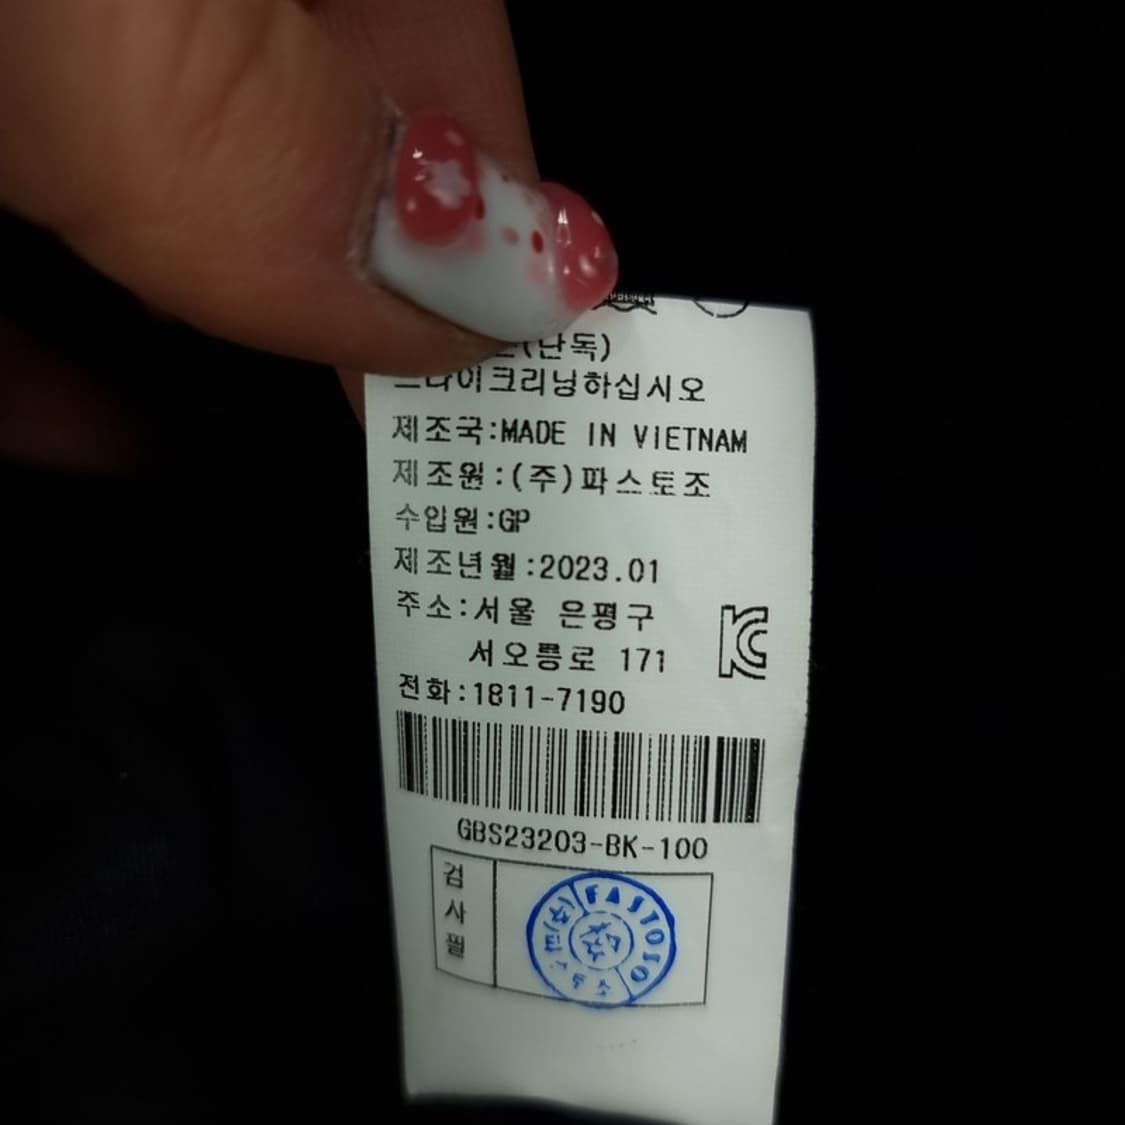 (단독)
드라이크리닝하십시오
제조국:MADE IN VIETNAM
제조원:(주)파스토조
수입원:GP
제조년월:2023.01
주소:서울 은평구
서오릉로 171
전화:1811-7190
GBS23203-BK-100
검사필
FASTOJO